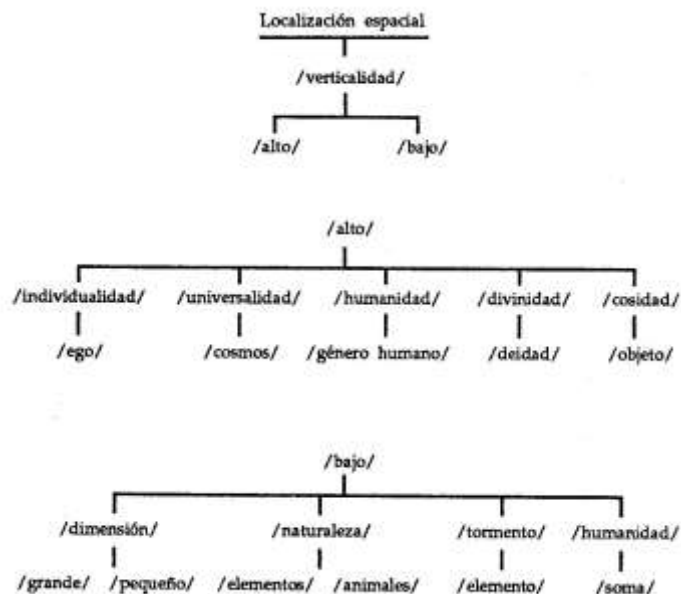 Localización espacial
/verticalidad/
/alto/ /bajo/
/alto/
/individualidad/ /universalidad/ /humanidad/ /divinidad/ /cosidad/
/ego/ /cosmos/ /género humano/ /deidad/ /objeto/
/bajo/
/dimensión/ /naturaleza/ /tormento/ /humanidad/
/grande/ /pequeño/ /elementos/ /animales/ /elemento/ /soma/